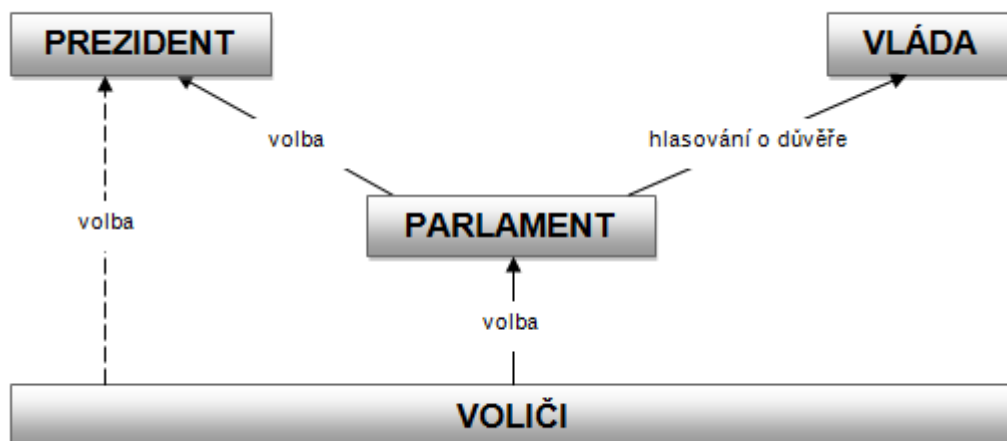 PREZIDENT
VLÁDA
volba
hlasování o důvěře
volba
PARLAMENT
volba
VOLIČI